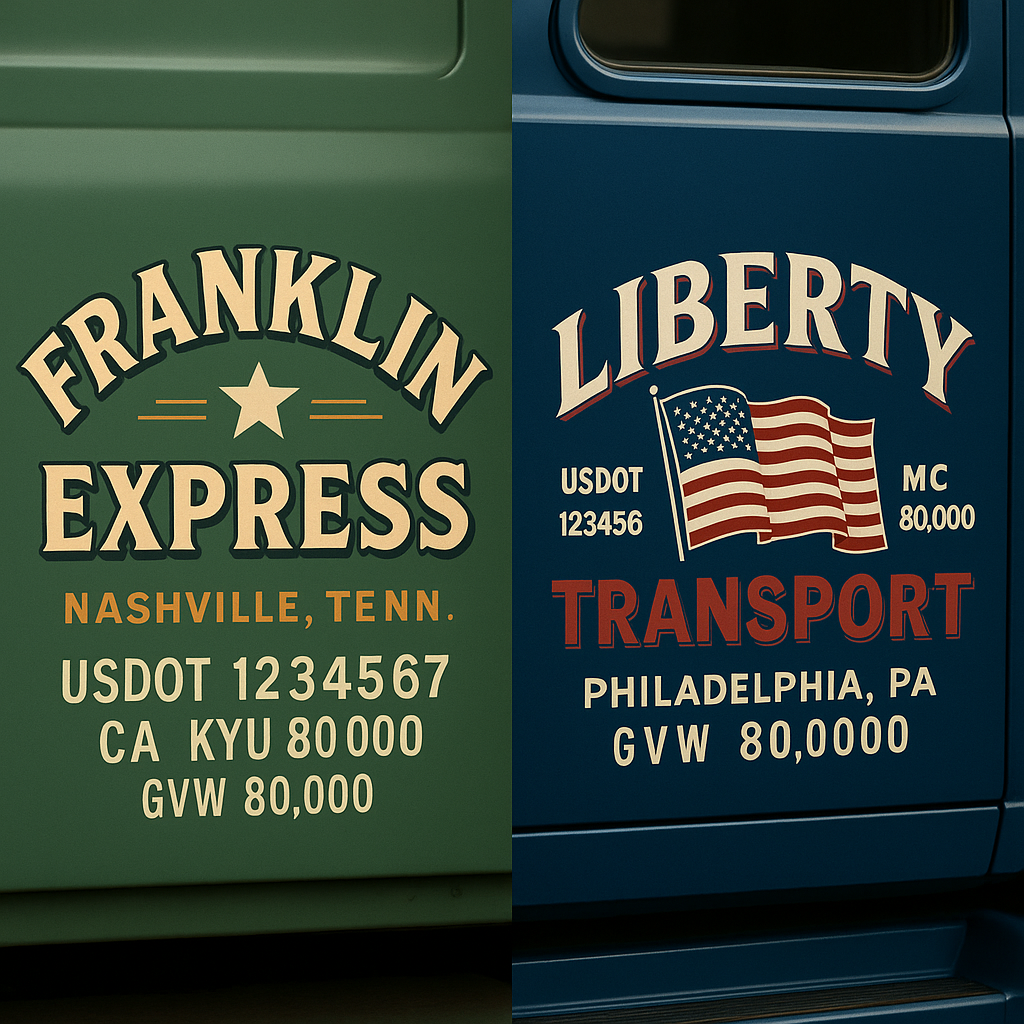 FRANKLIN
EXPRESS
NASHVILLE, TENN.
USDOT 1234567
CA KYU 80000
GVW 80,000
LIBERTY
USDOT
123456
MC
80,000
TRANSPORT
PHILADELPHIA, PA
GVW 80,0000